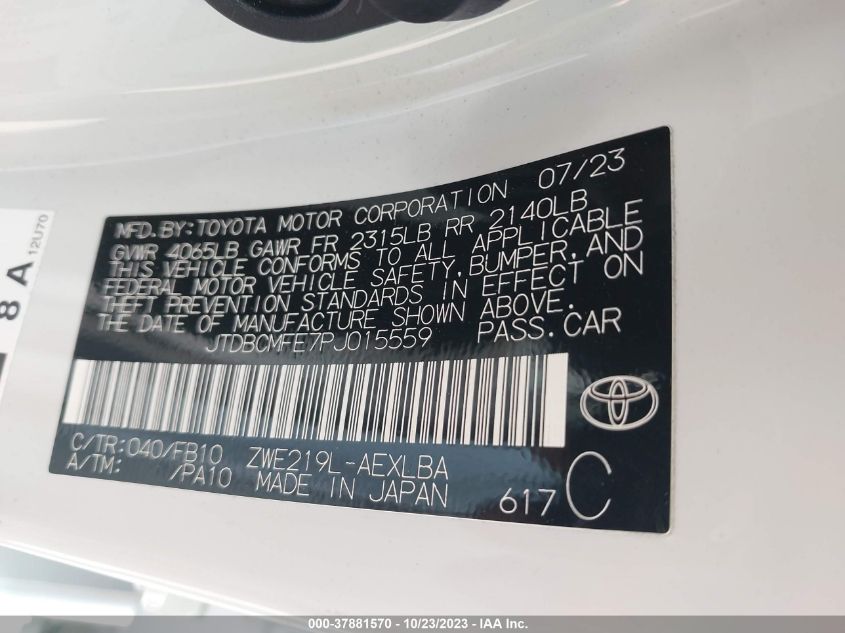 12U70
8 A
MFD.BY:TOYOTA MOTOR CORPORATION 07/23
GVWR 4065LB GAWR FR 2315LB RR 2140LB
THIS VEHICLE CONFORMS TO ALL APPLICABLE
FEDERAL MOTOR VEHICLE SAFETY,BUMPER,AND
THEFT PREVENTION STANDARDS IN EFFECT ON
THE DATE OF MANUFACTURE SHOWN ABOVE.
JTDBCMFE7PJ015559 PASS.CAR
C/TR:040/FB10 ZWE219L-AEXLBA
A/TM: /PA10 MADE IN JAPAN
617 C
000-37881570 - 10/23/2023 - IAA Inc.